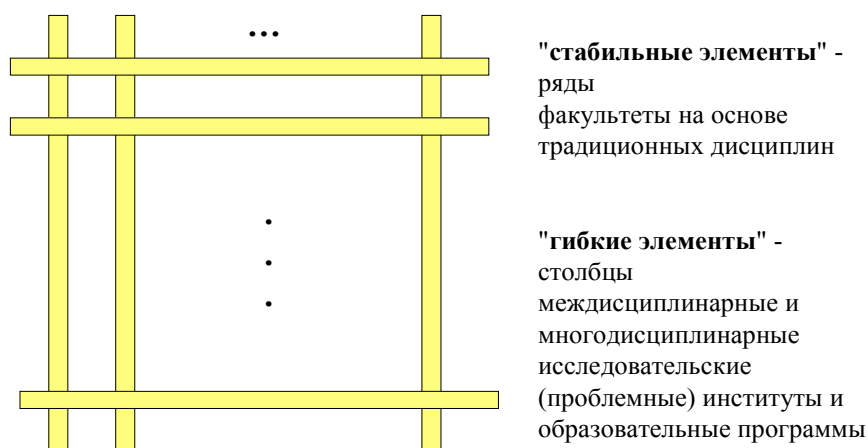 ...
"стабильные элементы" -
ряды
факультеты на основе
традиционных дисциплин
"гибкие элементы" -
столбцы
междисциплинарные и
многодисциплинарные
исследовательские
(проблемные) институты и
образовательные программы